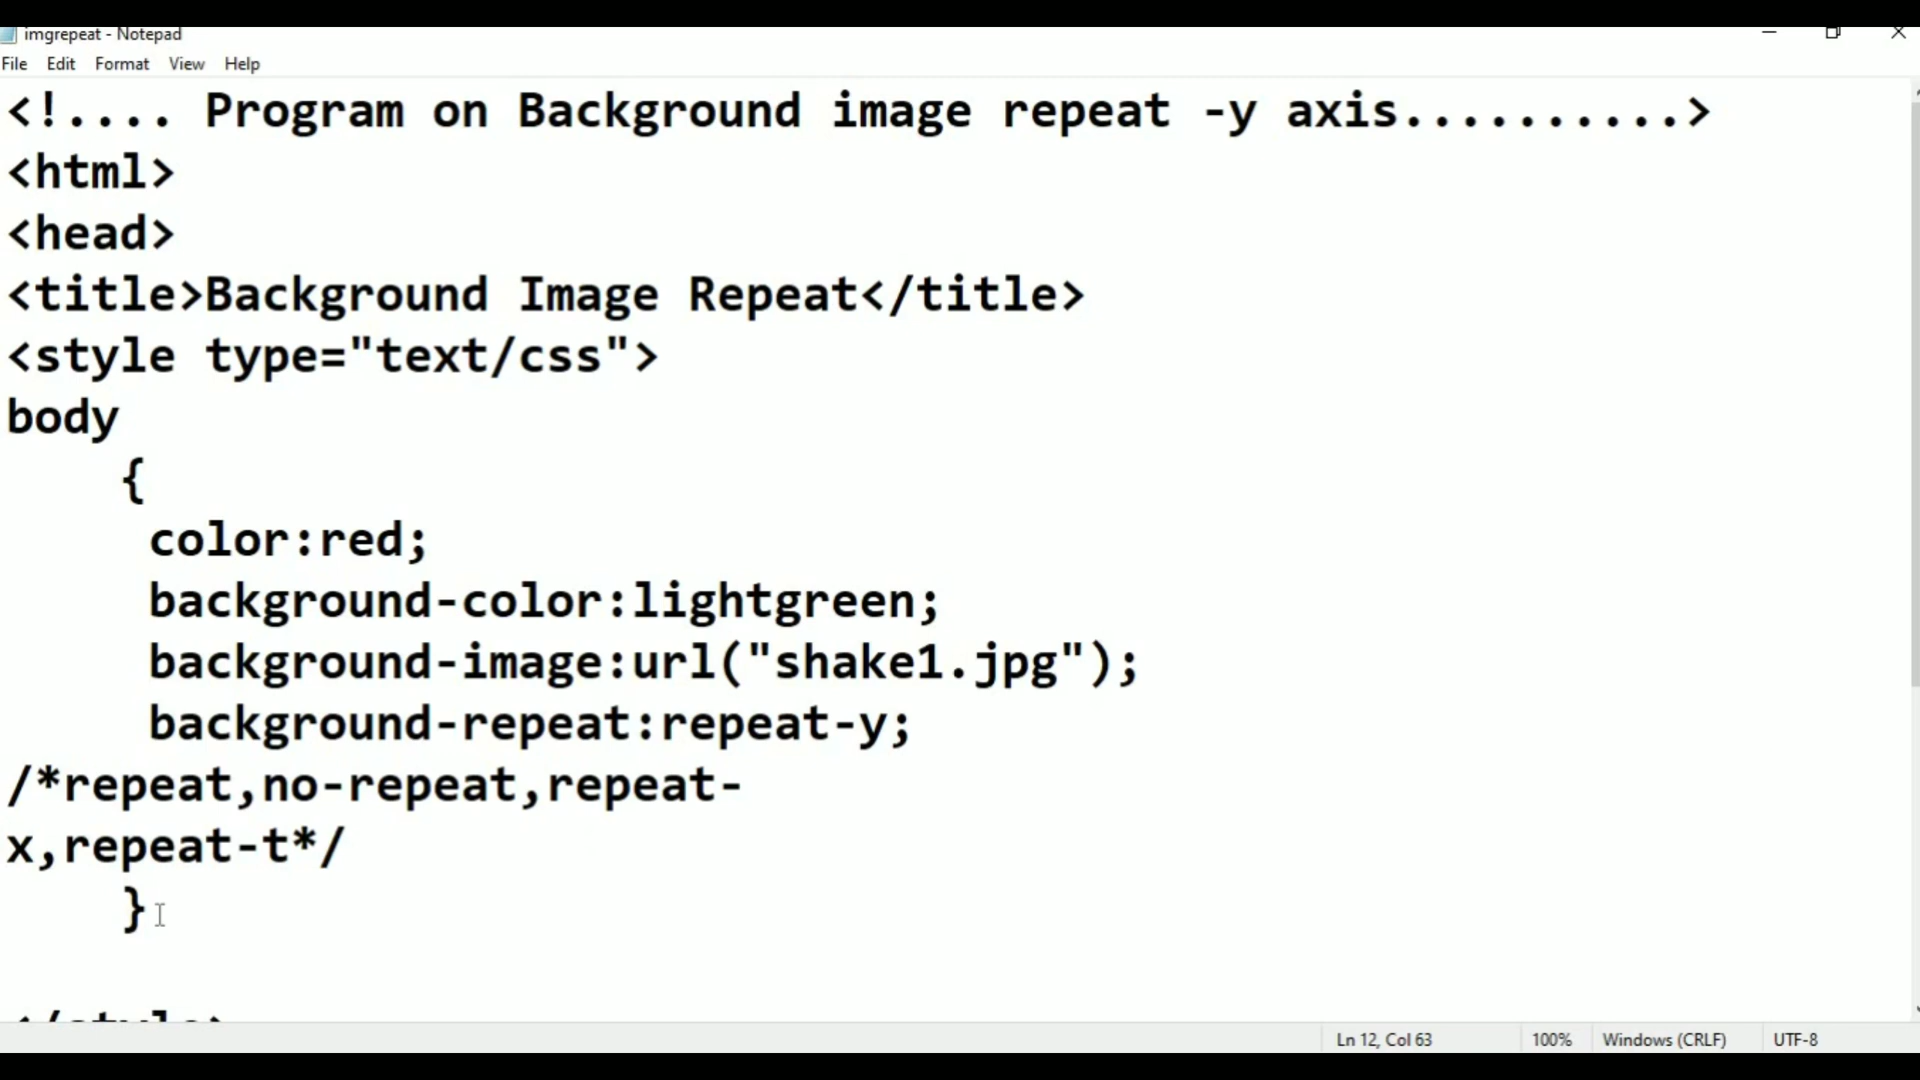 imgrepeat - Notepad
File Edit Format View Help
<!.... Program on Background image repeat -y axis..........>
<html>
<head>
<title>Background Image Repeat</title>
<style type="text/css">
body
{
color:red;
background-color:lightgreen;
background-image:url("shake1.jpg");
background-repeat:repeat-y;
/*repeat,no-repeat,repeat-
x,repeat-t*/
}
</style>
Ln 12, Col 63 100% Windows (CRLF) UTF-8